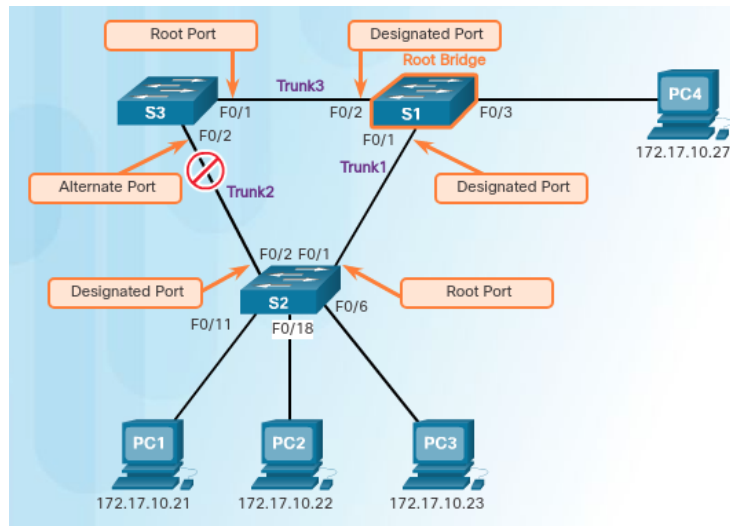 Root Port
Designated Port
Root Bridge
Trunk3
S3
F0/1
F0/2
S1
F0/3
PC4
172.17.10.27
F0/2
F0/1
Alternate Port
Trunk2
Trunk1
Designated Port
F0/2 F0/1
Designated Port
S2
Root Port
F0/11
F0/18
F0/6
PC1
PC2
PC3
172.17.10.21
172.17.10.22
172.17.10.23